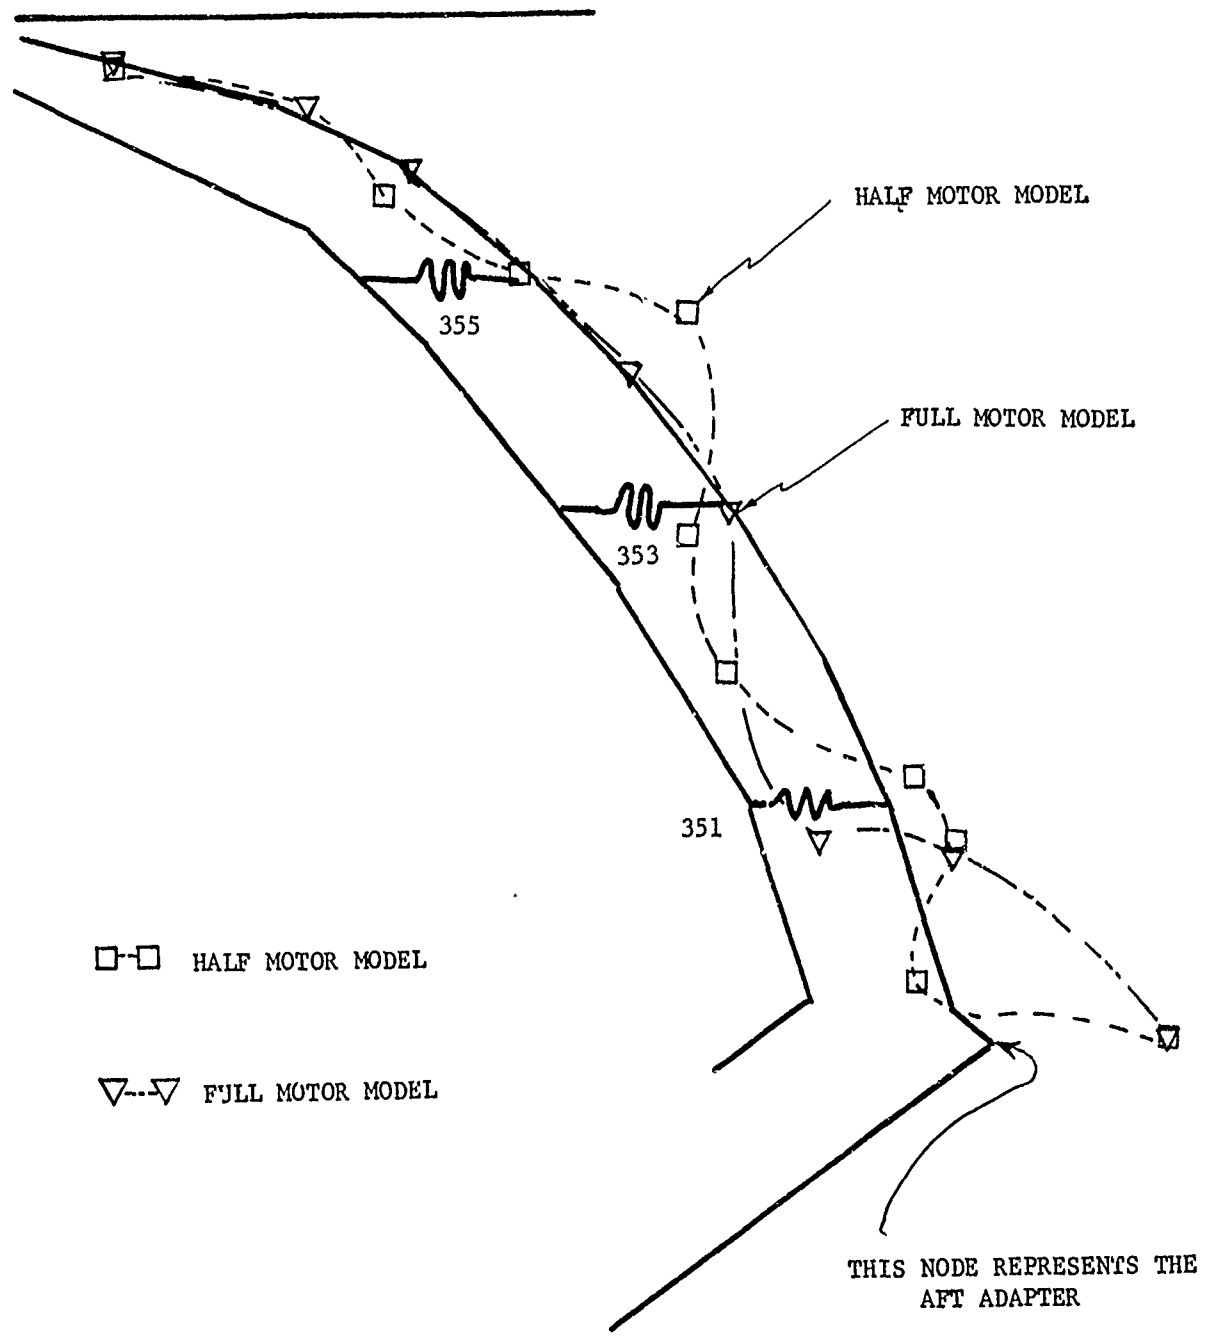 HALF MOTOR MODEL
355
FULL MOTOR MODEL
353
351
HALF MOTOR MODEL
FULL MOTOR MODEL
THIS NODE REPRESENTS THE
AFT ADAPTER